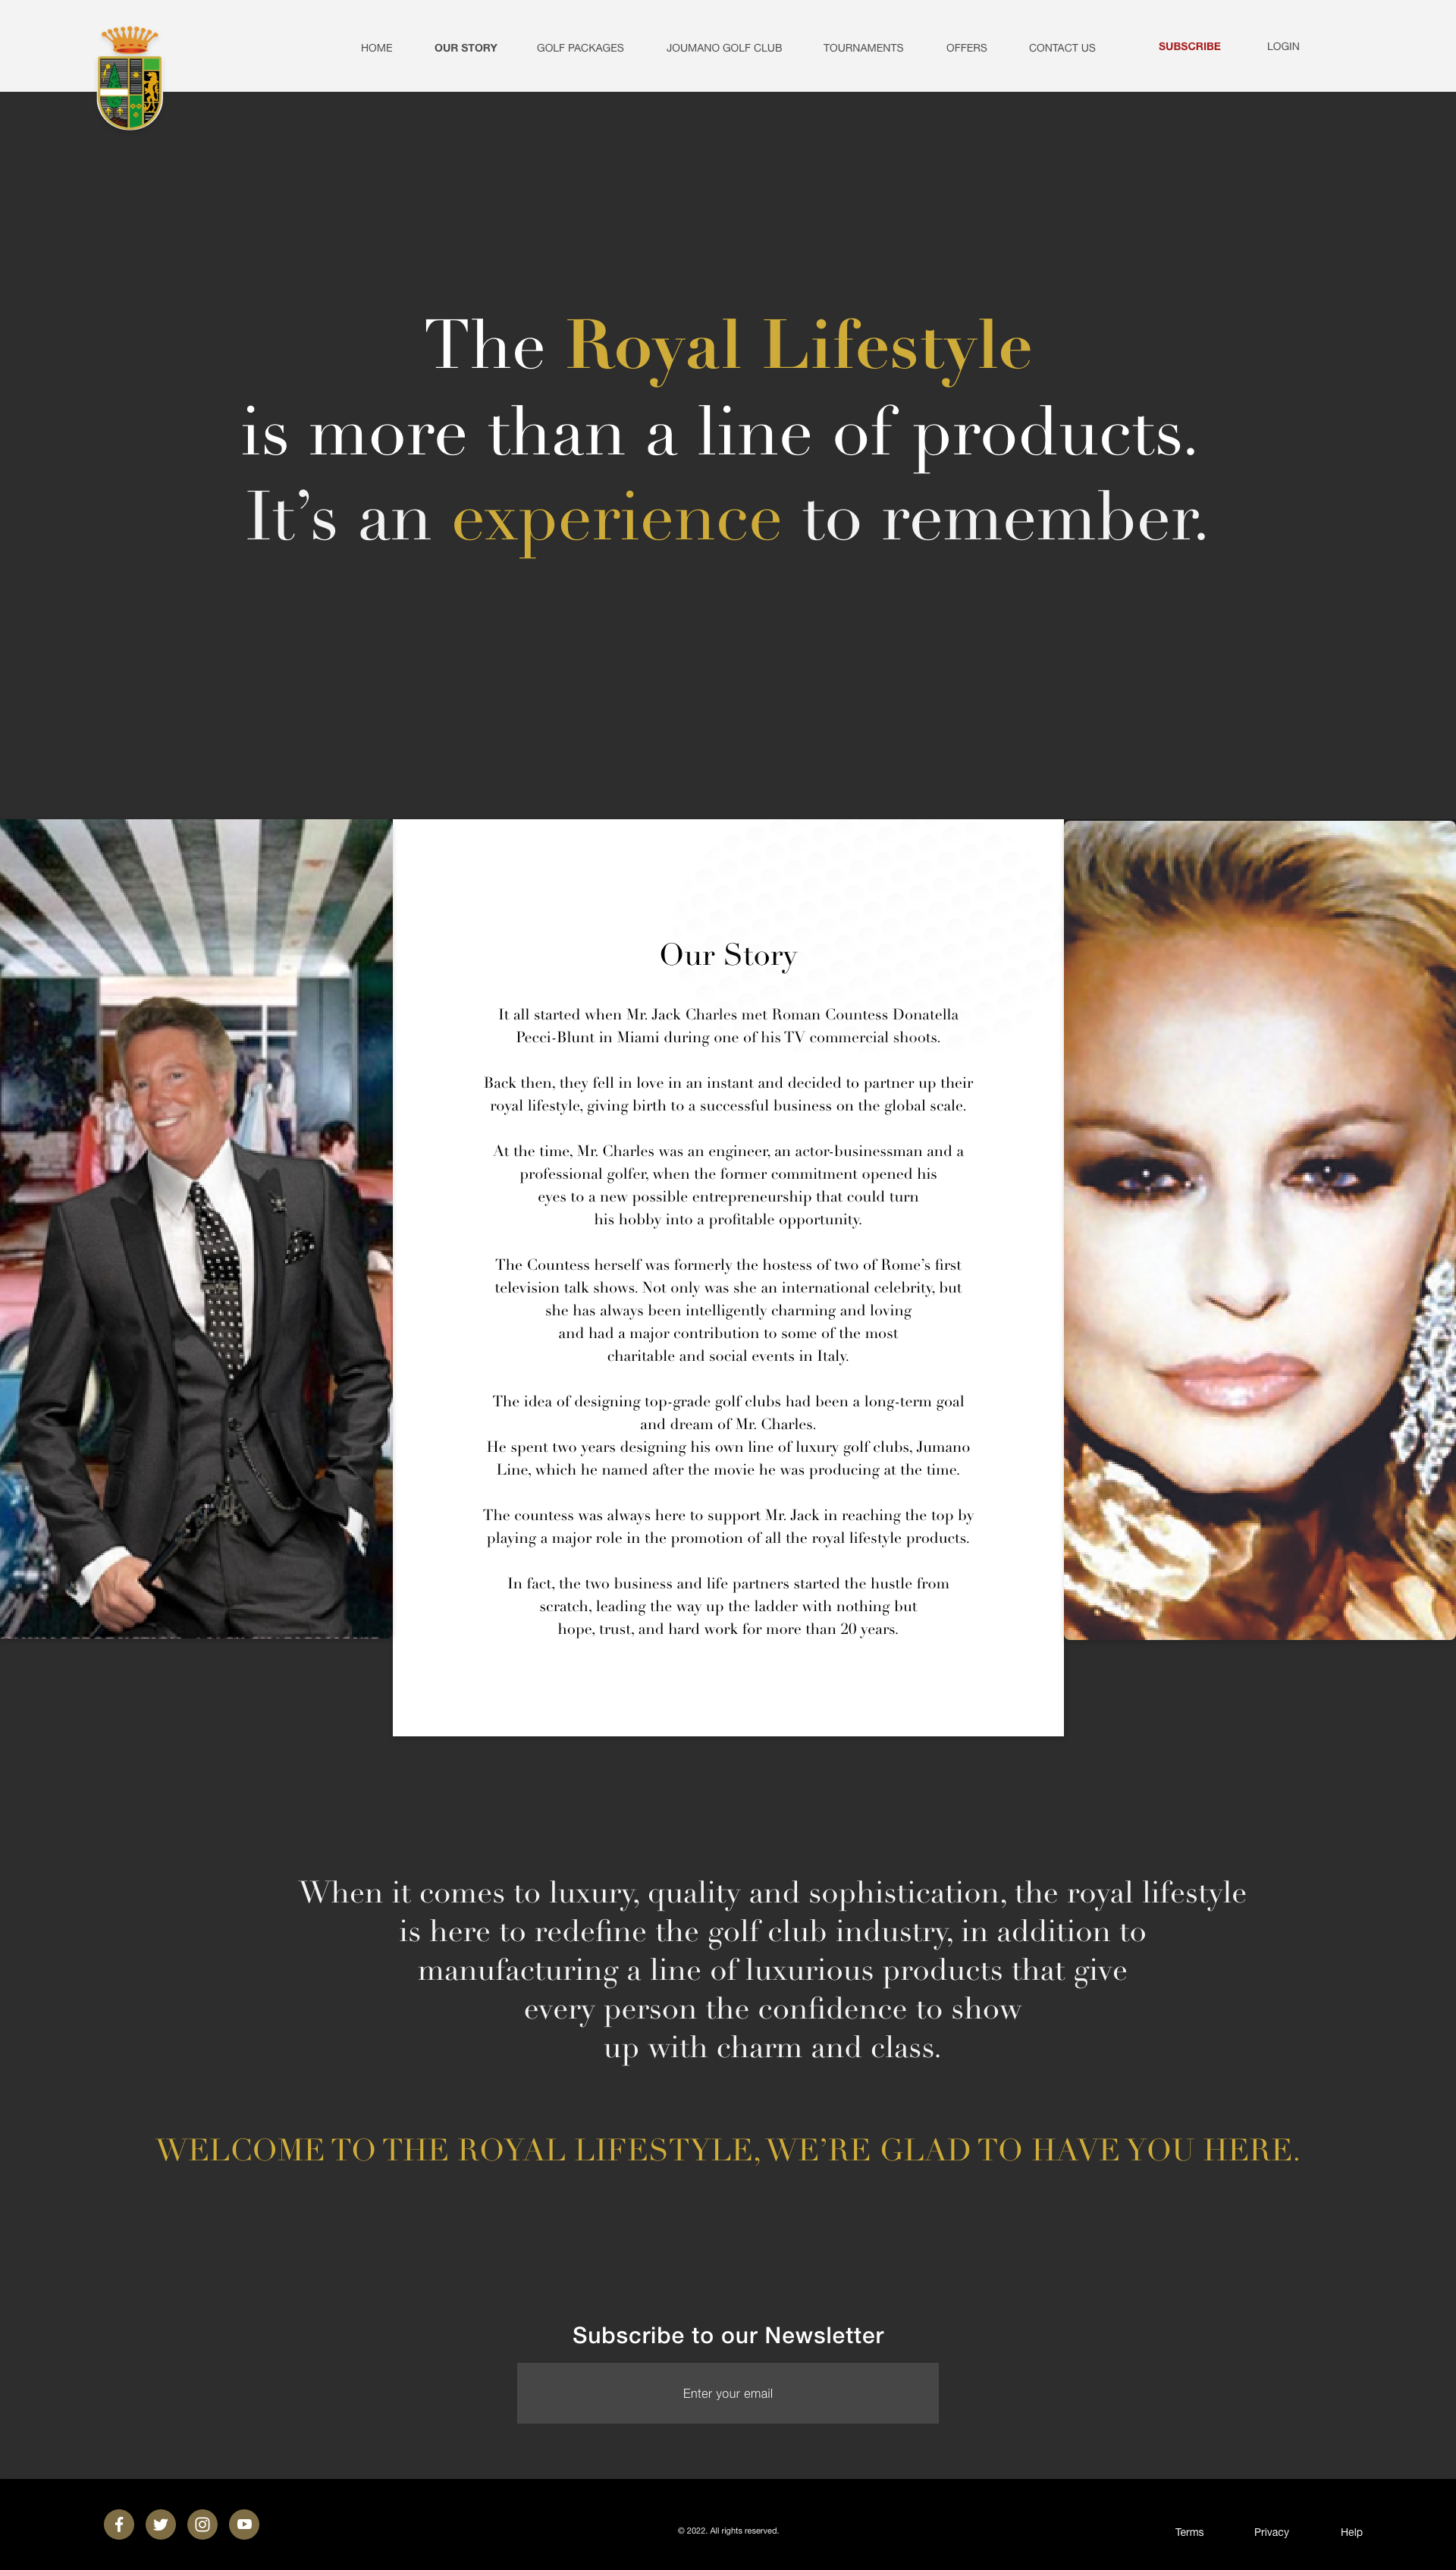 HOME OUR STORY GOLF PACKAGES JOUMANO GOLF CLUB TOURNAMENTS OFFERS CONTACT US SUBSCRIBE LOGIN
The Royal Lifestyle
is more than a line of products.
It’s an experience to remember.
Our Story
It all started when Mr. Jack Charles met Roman Countess Donatella
Pecci-Blunt in Miami during one of his TV commercial shoots.
Back then, they fell in love in an instant and decided to partner up their
royal lifestyle, giving birth to a successful business on the global scale.
At the time, Mr. Charles was an engineer, an actor-businessman and a
professional golfer, when the former commitment opened his
eyes to a new possible entrepreneurship that could turn
his hobby into a profitable opportunity.
The Countess herself was formerly the hostess of two of Rome’s first
television talk shows. Not only was she an international celebrity, but
she has always been intelligently charming and loving
and had a major contribution to some of the most
charitable and social events in Italy.
The idea of designing top-grade golf clubs had been a long-term goal
and dream of Mr. Charles.
He spent two years designing his own line of luxury golf clubs, Jumano
Line, which he named after the movie he was producing at the time.
The countess was always here to support Mr. Jack in reaching the top by
playing a major role in the promotion of all the royal lifestyle products.
In fact, the two business and life partners started the hustle from
scratch, leading the way up the ladder with nothing but
hope, trust, and hard work for more than 20 years.
When it comes to luxury, quality and sophistication, the royal lifestyle
is here to redefine the golf club industry, in addition to
manufacturing a line of luxurious products that give
every person the confidence to show
up with charm and class.
WELCOME TO THE ROYAL LIFESTYLE, WE’RE GLAD TO HAVE YOU HERE.
Subscribe to our Newsletter
Enter your email
© 2022. All rights reserved.
Terms Privacy Help